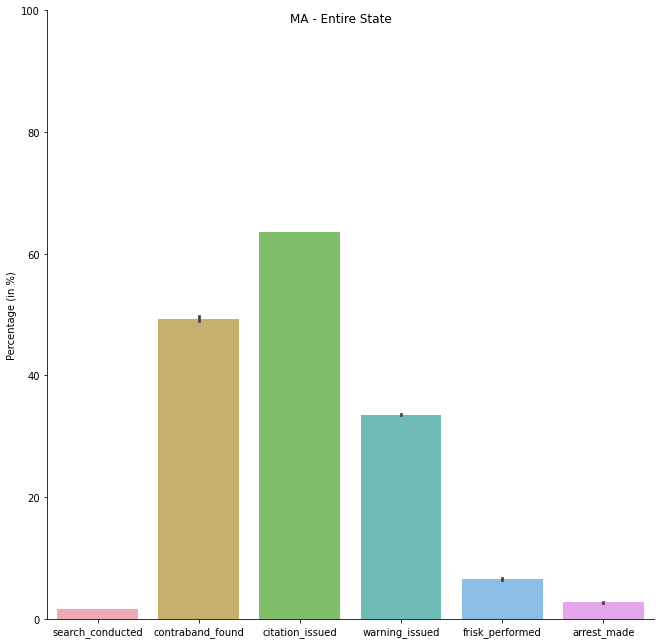 MA - Entire State
Percentage (in %)
100
80
60
40
20
0
search_conducted contraband_found citation_issued warning_issued frisk_performed arrest_made